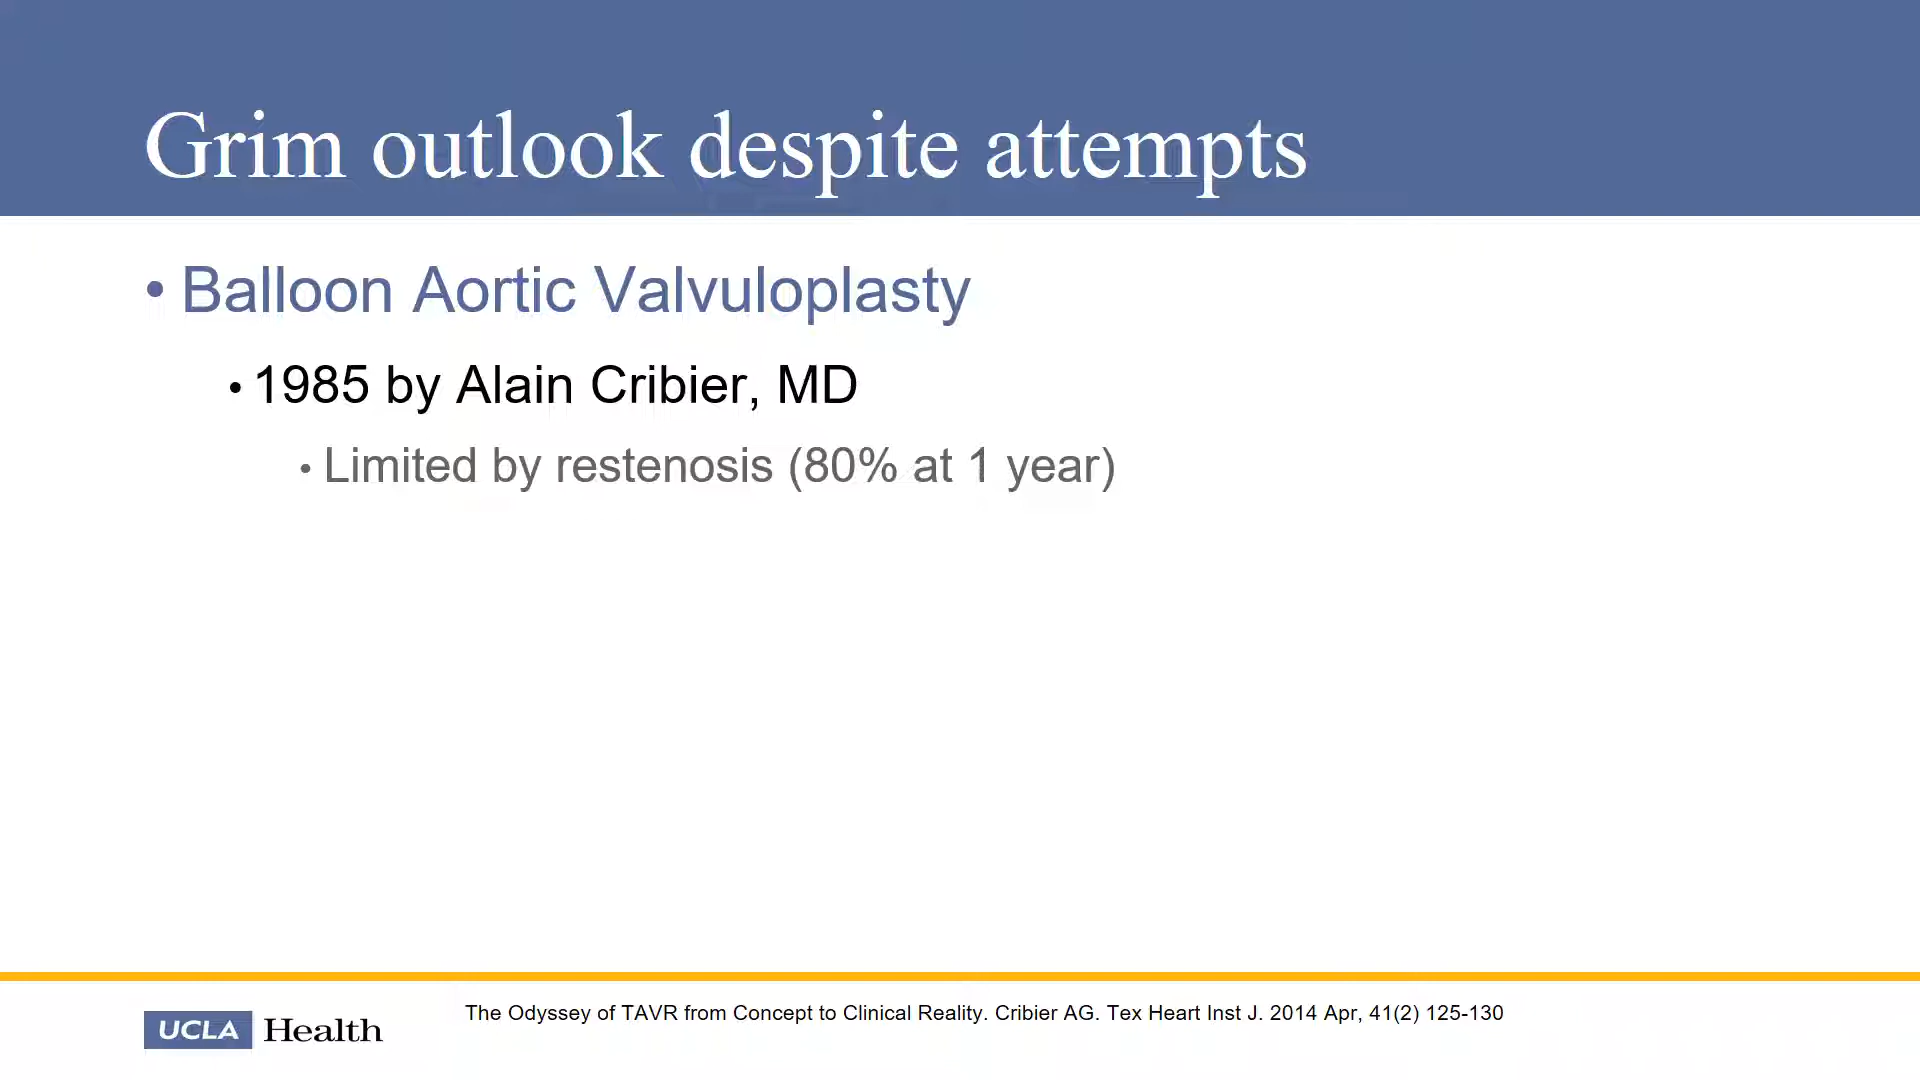 Grim outlook despite attempts
• Balloon Aortic Valvuloplasty
• 1985 by Alain Cribier, MD
• Limited by restenosis (80% at 1 year)
The Odyssey of TAVR from Concept to Clinical Reality. Cribier AG. Tex Heart Inst J. 2014 Apr, 41(2) 125-130
UCLA Health